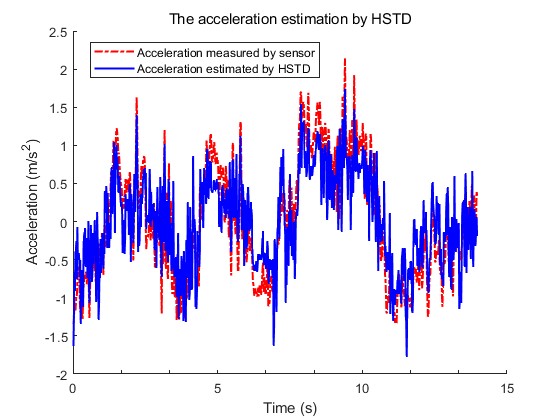 The acceleration estimation by HSTD
2.5
Acceleration measured by sensor
Acceleration estimated by HSTD
2
1.5
1
0.5
0
-0.5
-1
-1.5
-2
Acceleration (m/s²)
0
5
10
15
Time (s)